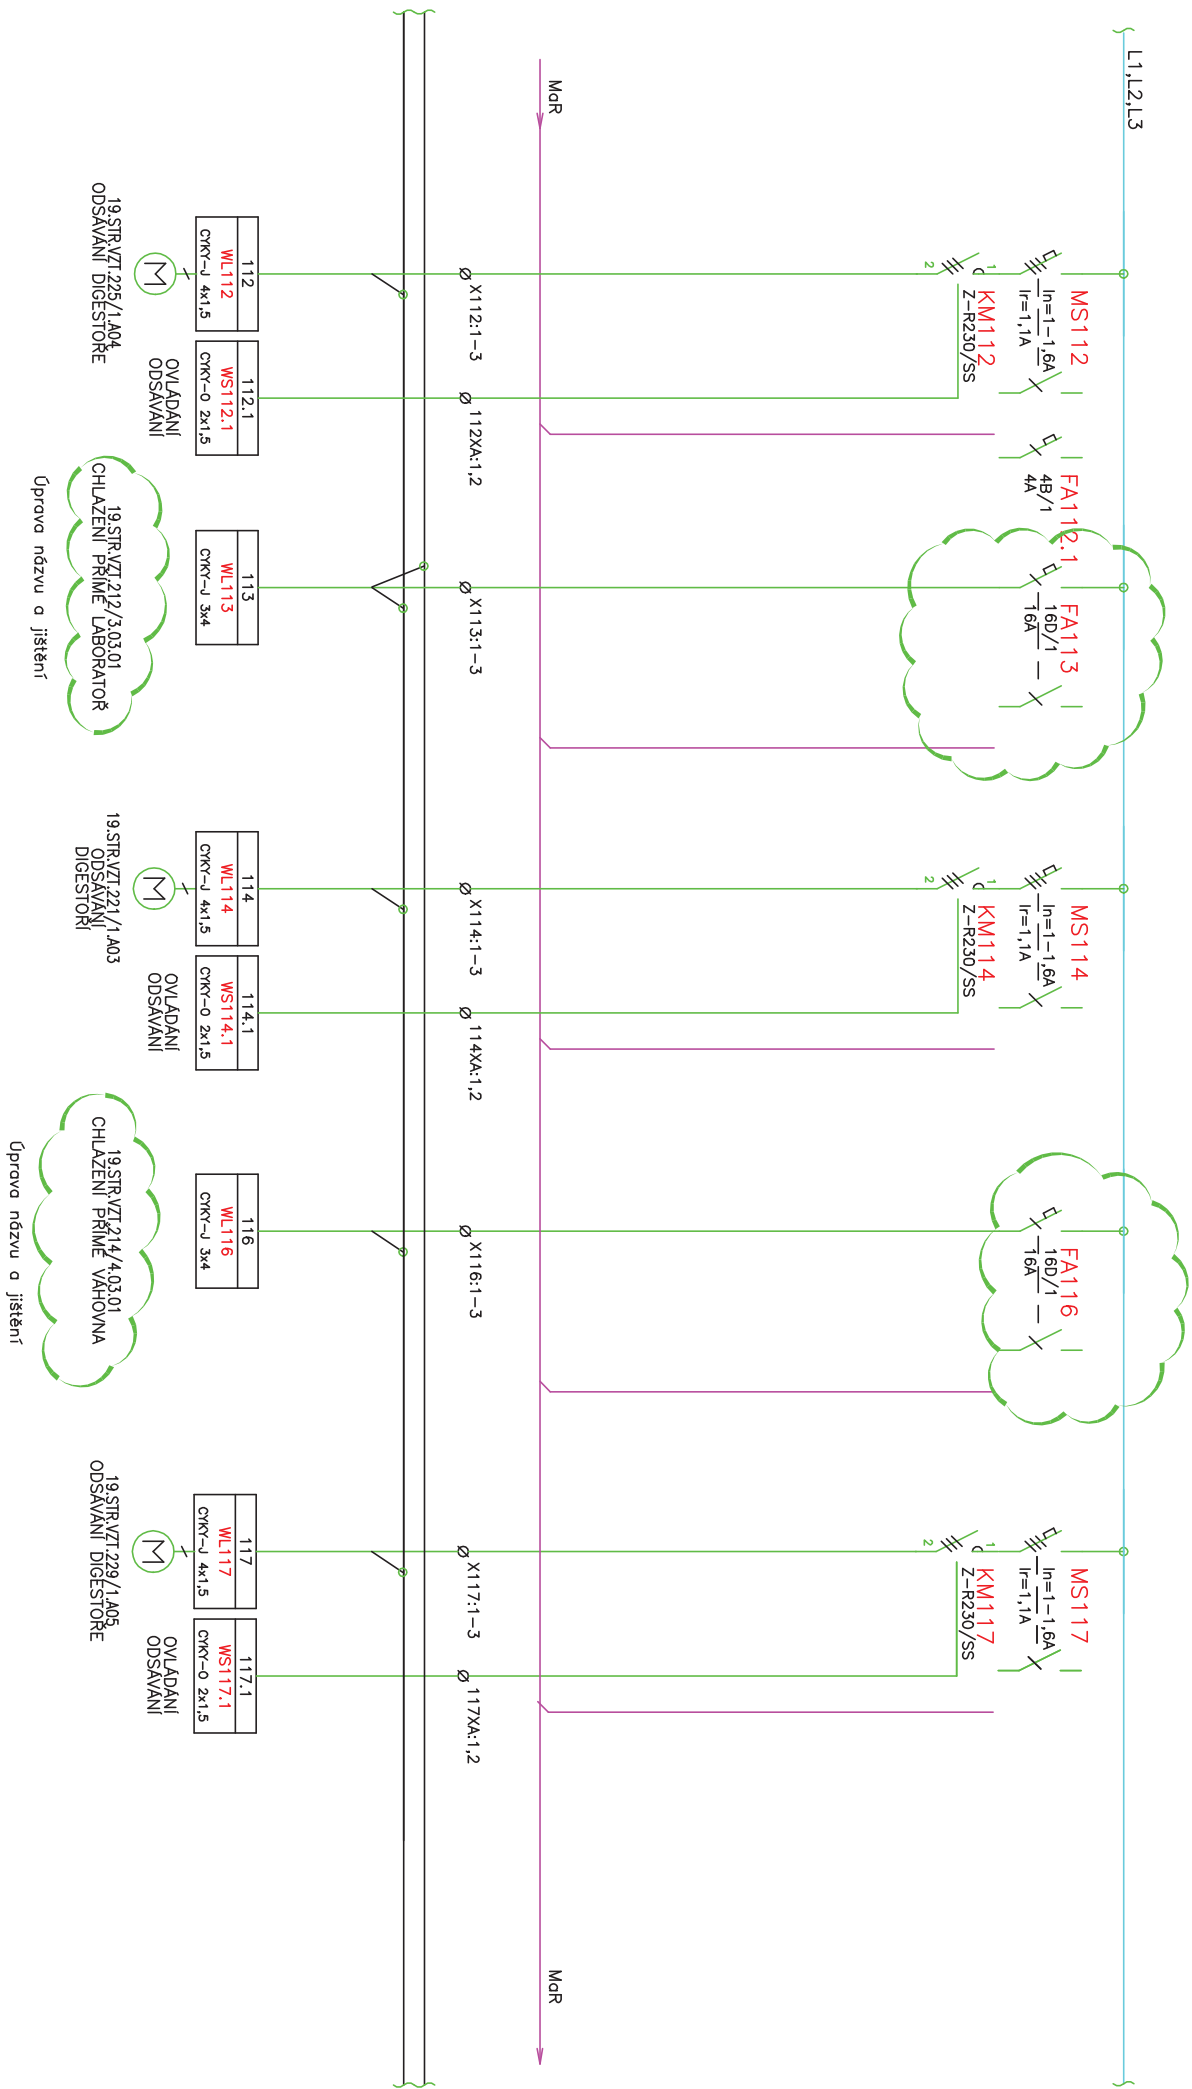 L1,L2,L3
MaR
MaR
MS112
In=1-1,6A
Ir=1,1A
1
2
KM112
Z-R230/SS
X112:1-3
112XA:1,2
112
WL112
CYKY-J 4x1,5
112.1
WS112.1
CYKY-O 2x1,5
M
19.STR.VZT.225/1.A04
ODSÁVÁNÍ DIGESTOŘE
OVLÁDÁNÍ
ODSÁVÁNÍ
FA112.1
4B/1
4A
FA113
16D/1
16A
X113:1-3
113
WL113
CYKY-J 3x4
19.STR.VZT.212/3.03.01
CHLAZENÍ PŘÍMÉ LABORATOŘ
Úprava názvu a jištění
MS114
In=1-1,6A
Ir=1,1A
1
2
KM114
Z-R230/SS
X114:1-3
114XA:1,2
114
WL114
CYKY-J 4x1,5
114.1
WS114.1
CYKY-O 2x1,5
M
19.STR.VZT.221/1.A03
ODSÁVÁNÍ
DIGESTOŘÍ
OVLÁDÁNÍ
ODSÁVÁNÍ
FA116
16D/1
16A
X116:1-3
116
WL116
CYKY-J 3x4
19.STR.VZT.214/4.03.01
CHLAZENÍ PŘÍMÉ VÁHOVNA
Úprava názvu a jištění
MS117
In=1-1,6A
Ir=1,1A
1
2
KM117
Z-R230/SS
X117:1-3
117XA:1,2
117
WL117
CYKY-J 4x1,5
117.1
WS117.1
CYKY-O 2x1,5
M
19.STR.VZT.229/1.A05
ODSÁVÁNÍ DIGESTOŘE
OVLÁDÁNÍ
ODSÁVÁNÍ